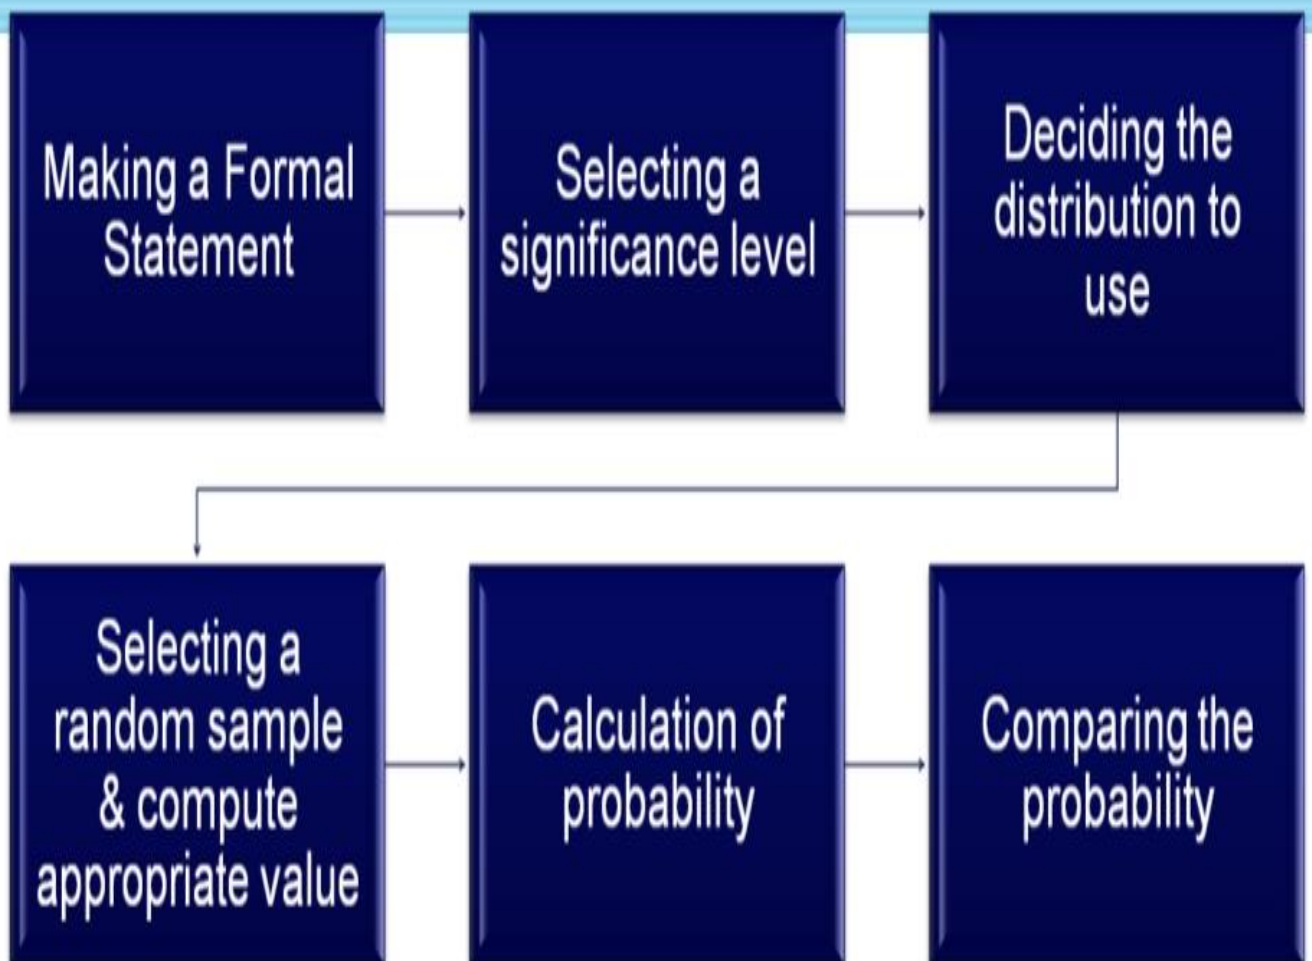 Making a Formal
Statement
Selecting a
significance level
Deciding the
distribution to
use
Selecting a
random sample
& compute
appropriate value
Calculation of
probability
Comparing the
probability